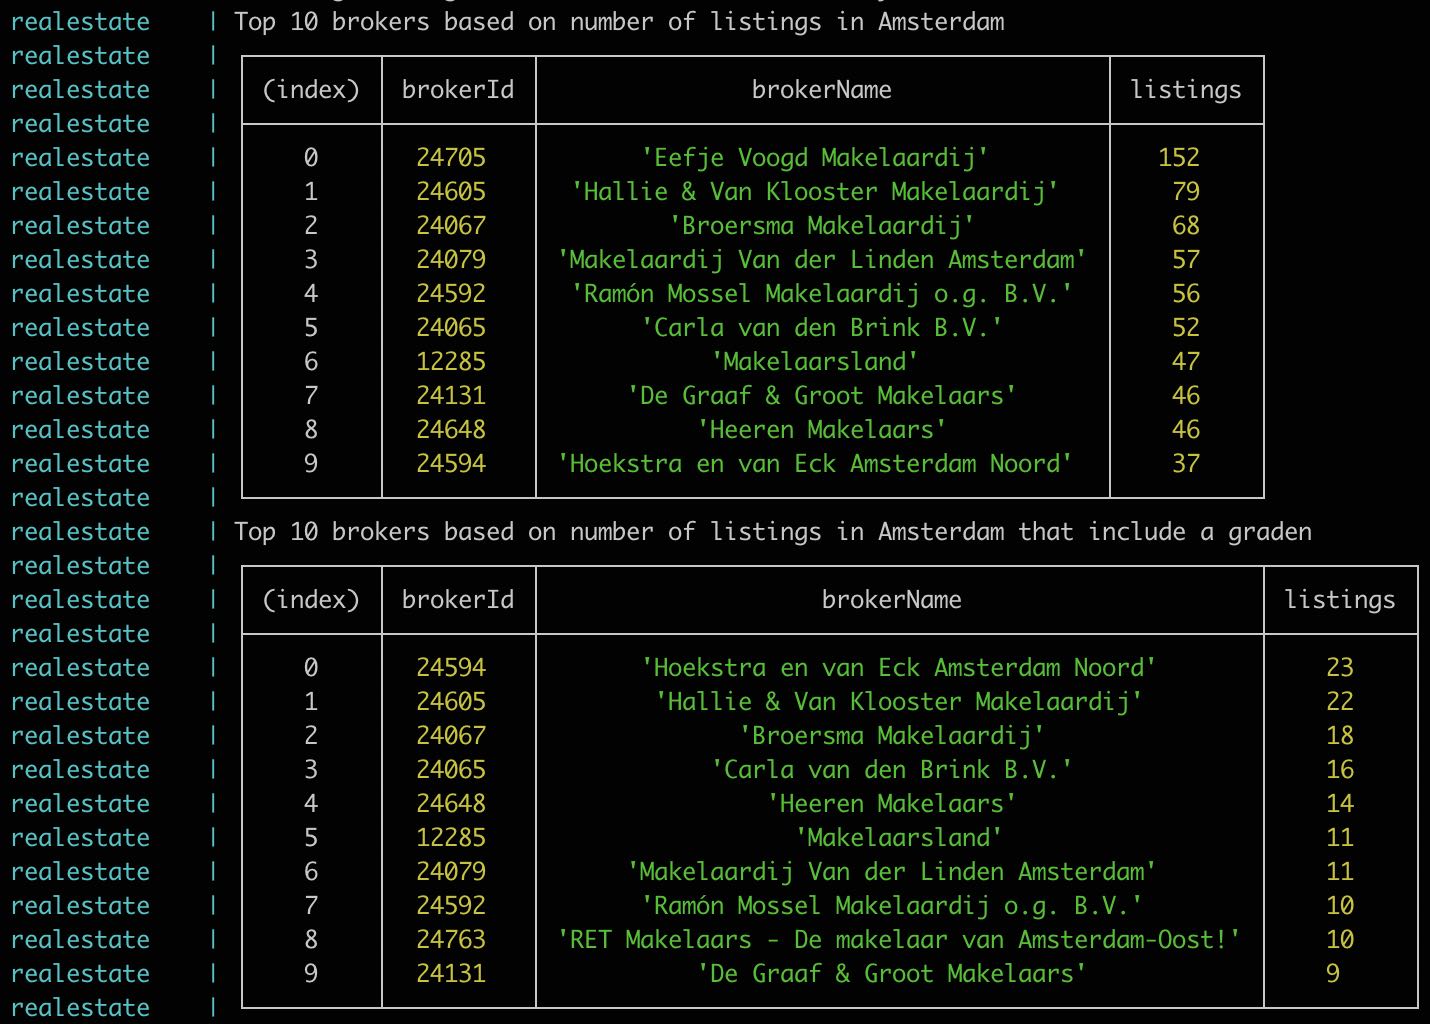 realestate | Top 10 brokers based on number of listings in Amsterdam
realestate |
realestate | (index) brokerId brokerName listings
realestate |
realestate | 0 24705 'Eefje Voogd Makelaardij' 152
realestate | 1 24605 'Hallie & Van Klooster Makelaardij' 79
realestate | 2 24067 'Broersma Makelaardij' 68
realestate | 3 24079 'Makelaardij Van der Linden Amsterdam' 57
realestate | 4 24592 'Ramón Mossel Makelaardij o.g. B.V.' 56
realestate | 5 24065 'Carla van den Brink B.V.' 52
realestate | 6 12285 'Makelaarsland' 47
realestate | 7 24131 'De Graaf & Groot Makelaars' 46
realestate | 8 24648 'Heeren Makelaars' 46
realestate | 9 24594 'Hoekstra en van Eck Amsterdam Noord' 37
realestate |
realestate | Top 10 brokers based on number of listings in Amsterdam that include a graden
realestate |
realestate | (index) brokerId brokerName listings
realestate |
realestate | 0 24594 'Hoekstra en van Eck Amsterdam Noord' 23
realestate | 1 24605 'Hallie & Van Klooster Makelaardij' 22
realestate | 2 24067 'Broersma Makelaardij' 18
realestate | 3 24065 'Carla van den Brink B.V.' 16
realestate | 4 24648 'Heeren Makelaars' 14
realestate | 5 12285 'Makelaarsland' 11
realestate | 6 24079 'Makelaardij Van der Linden Amsterdam' 11
realestate | 7 24592 'Ramón Mossel Makelaardij o.g. B.V.' 10
realestate | 8 24763 'RET Makelaars - De makelaar van Amsterdam-Oost!' 10
realestate | 9 24131 'De Graaf & Groot Makelaars' 9
realestate |